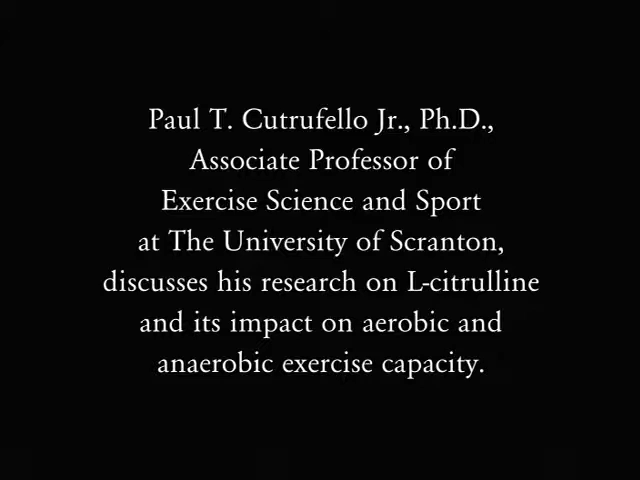 Paul T. Cutrufello Jr., Ph.D.,
Associate Professor of
Exercise Science and Sport
at The University of Scranton,
discusses his research on L-citrulline
and its impact on aerobic and
anaerobic exercise capacity.